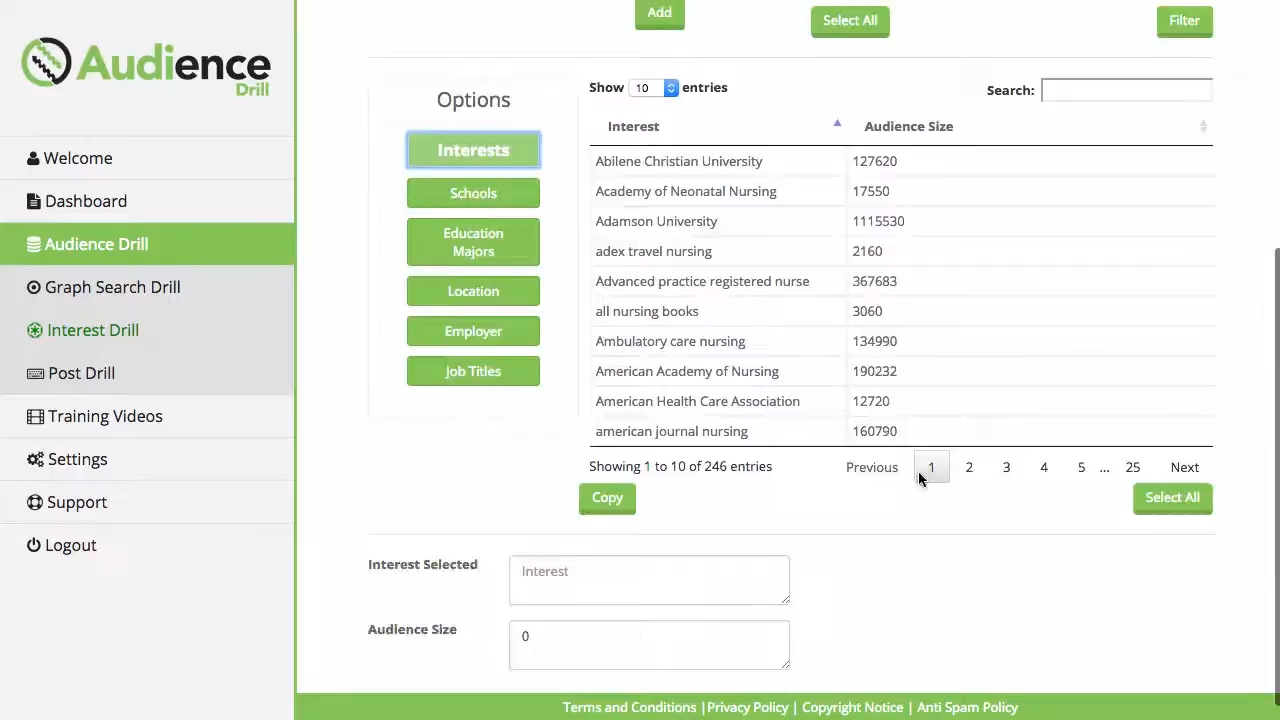 Audience
Drill
Welcome
Dashboard
Audience Drill
Graph Search Drill
Interest Drill
Post Drill
Training Videos
Settings
Support
Logout
Add
Select All
Filter
Options
Interests
Schools
Education
Majors
Location
Employer
Job Titles
Show 10 entries
Search:
Interest Audience Size
Abilene Christian University 127620
Academy of Neonatal Nursing 17550
Adamson University 1115530
adex travel nursing 2160
Advanced practice registered nurse 367683
all nursing books 3060
Ambulatory care nursing 134990
American Academy of Nursing 190232
American Health Care Association 12720
american journal nursing 160790
Showing 1 to 10 of 246 entries Previous 1 2 3 4 5 ... 25 Next
Copy Select All
Interest Selected Interest
Audience Size 0
Terms and Conditions |Privacy Policy | Copyright Notice | Anti Spam Policy